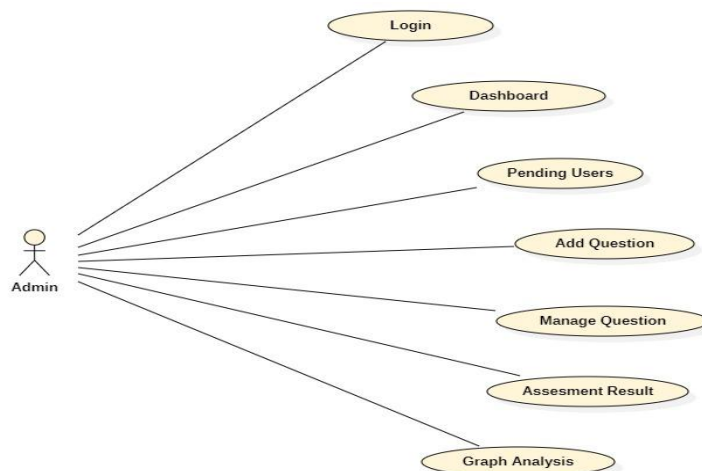 Login
Dashboard
Pending Users
Add Question
Admin
Manage Question
Assesment Result
Graph Analysis